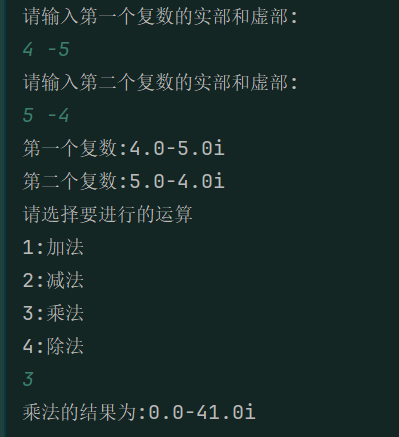 请输入第一个复数的实部和虚部:
4 -5
请输入第二个复数的实部和虚部:
5 -4
第一个复数:4.0-5.0i
第二个复数:5.0-4.0i
请选择要进行的运算
1:加法
2:减法
3:乘法
4:除法
3
乘法的结果为:0.0-41.0i